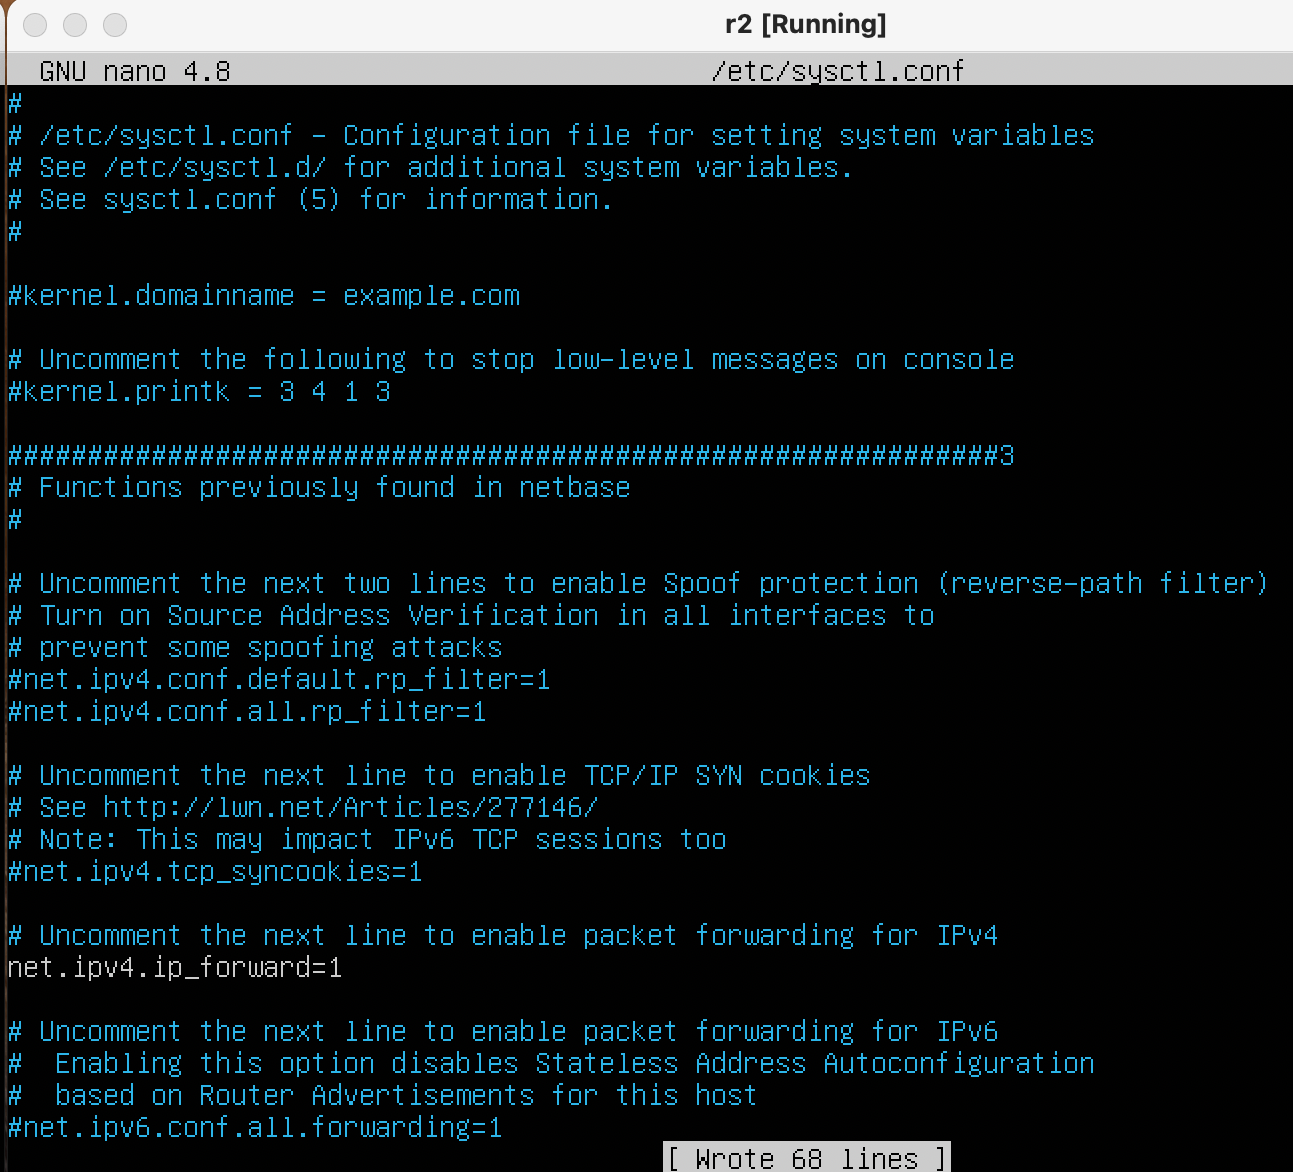 r2 [Running]
GNU nano 4.8 /etc/sysctl.conf
#
# /etc/sysctl.conf - Configuration file for setting system variables
# See /etc/sysctl.d/ for additional system variables.
# See sysctl.conf (5) for information.
#
#kernel.domainname = example.com
# Uncomment the following to stop low-level messages on console
#kernel.printk = 3 4 1 3
##############################################################3
# Functions previously found in netbase
#
# Uncomment the next two lines to enable Spoof protection (reverse-path filter)
# Turn on Source Address Verification in all interfaces to
# prevent some spoofing attacks
#net.ipv4.conf.default.rp_filter=1
#net.ipv4.conf.all.rp_filter=1
# Uncomment the next line to enable TCP/IP SYN cookies
# See http://lwn.net/Articles/277146/
# Note: This may impact IPv6 TCP sessions too
#net.ipv4.tcp_syncookies=1
# Uncomment the next line to enable packet forwarding for IPv4
net.ipv4.ip_forward=1
# Uncomment the next line to enable packet forwarding for IPv6
#  Enabling this option disables Stateless Address Autoconfiguration
#  based on Router Advertisements for this host
#net.ipv6.conf.all.forwarding=1
[ Wrote 68 lines ]